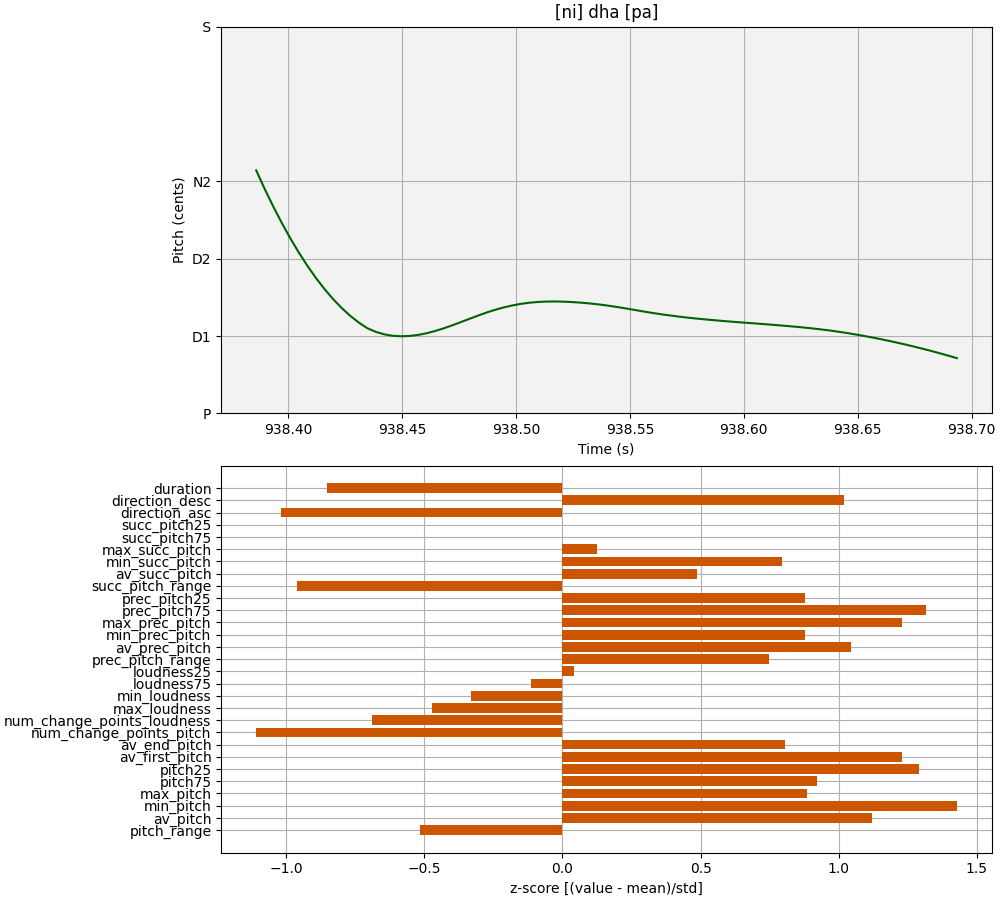 [ni] dha [pa]
S
N2
D2
D1
P
Pitch (cents)
938.40 938.45 938.50 938.55 938.60 938.65 938.70
Time (s)
duration
direction_desc
direction_asc
succ_pitch25
succ_pitch75
max_succ_pitch
min_succ_pitch
av_succ_pitch
succ_pitch_range
prec_pitch25
prec_pitch75
max_prec_pitch
min_prec_pitch
av_prec_pitch
prec_pitch_range
loudness25
loudness75
min_loudness
max_loudness
num_change_points_loudness
num_change_points_pitch
av_end_pitch
av_first_pitch
pitch25
pitch75
max_pitch
min_pitch
av_pitch
pitch_range
−1.0 −0.5 0.0 0.5 1.0 1.5
z-score [(value - mean)/std]